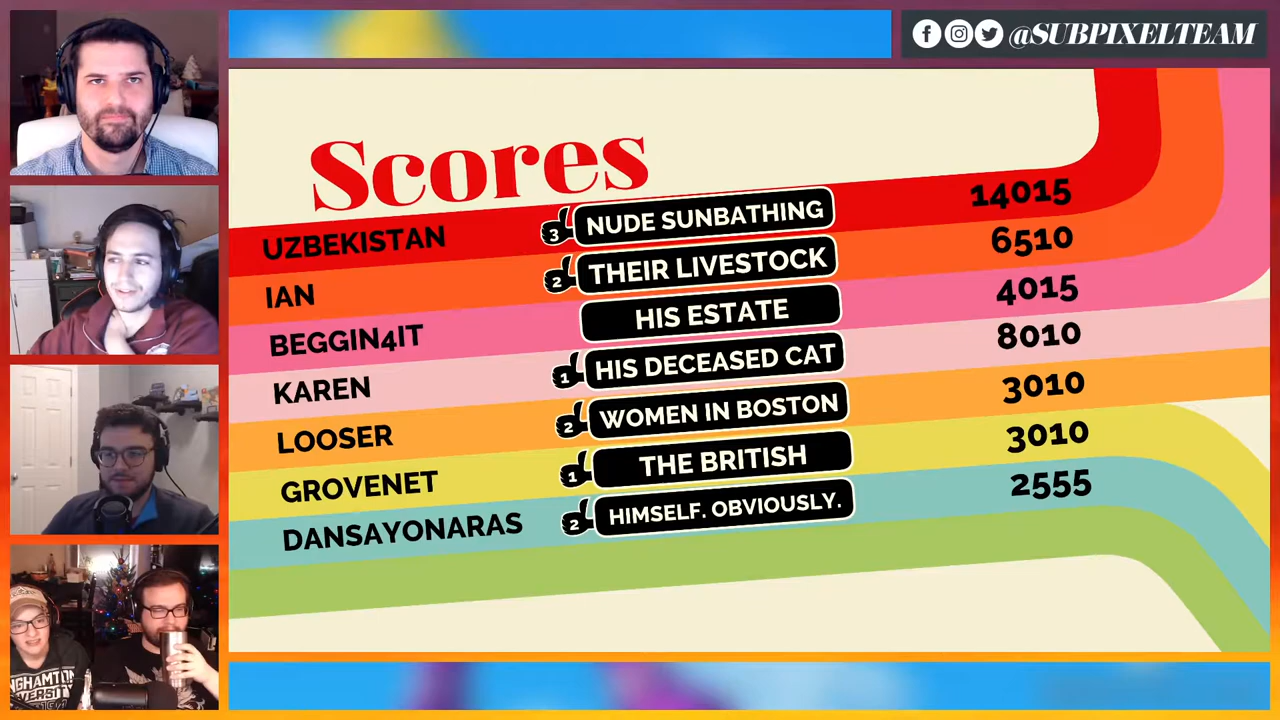 @SUBPIXELTEAM
Scores
UZBEKISTAN 3 NUDE SUNBATHING 14015
IAN 2 THEIR LIVESTOCK 6510
BEGGIN4IT HIS ESTATE 4015
KAREN 1 HIS DECEASED CAT 8010
LOOSER 2 WOMEN IN BOSTON 3010
GROVENET 1 THE BRITISH 3010
DANSAYONARAS 2 HIMSELF. OBVIOUSLY. 2555